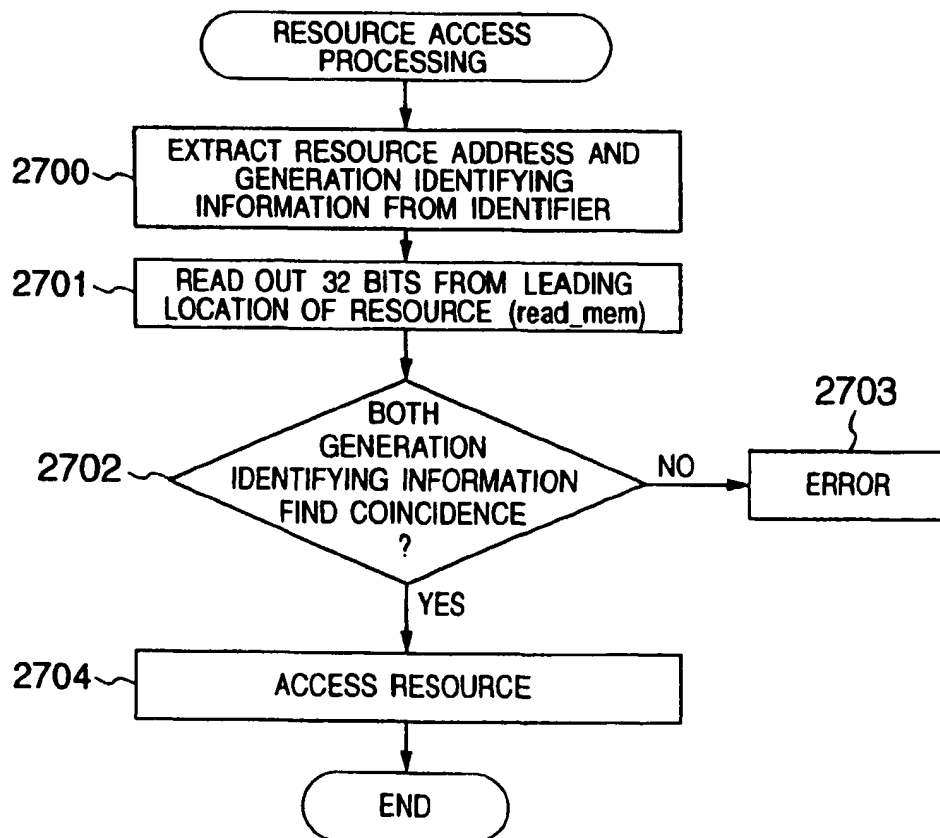 RESOURCE ACCESS
PROCESSING
2700
EXTRACT RESOURCE ADDRESS AND
GENERATION IDENTIFYING
INFORMATION FROM IDENTIFIER
2701
READ OUT 32 BITS FROM LEADING
LOCATION OF RESOURCE (read_mem)
2702
BOTH
GENERATION
IDENTIFYING INFORMATION
FIND COINCIDENCE
?
NO
2703
ERROR
YES
2704
ACCESS RESOURCE
END